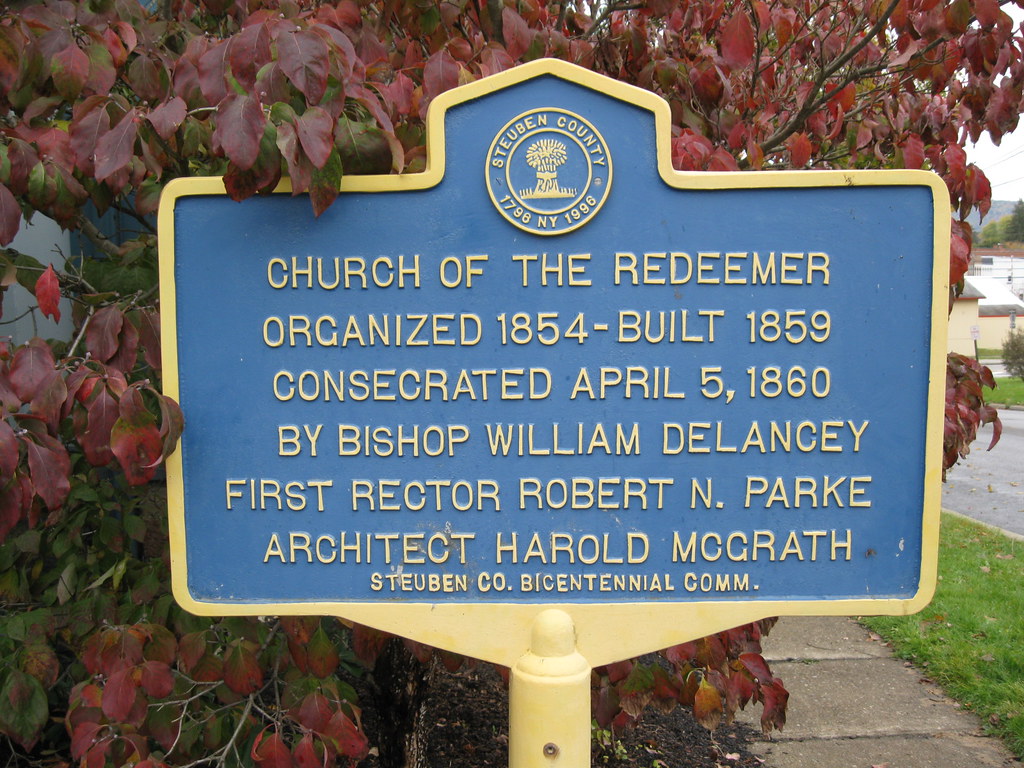 STEUBEN COUNTY
1796 NY 1996
CHURCH OF THE REDEEMER
ORGANIZED 1854-BUILT 1859
CONSECRATED APRIL 5, 1860
BY BISHOP WILLIAM DELANCEY
FIRST RECTOR ROBERT N. PARKE
ARCHITECT HAROLD MCGRATH
STEUBEN CO. BICENTENNIAL COMM.